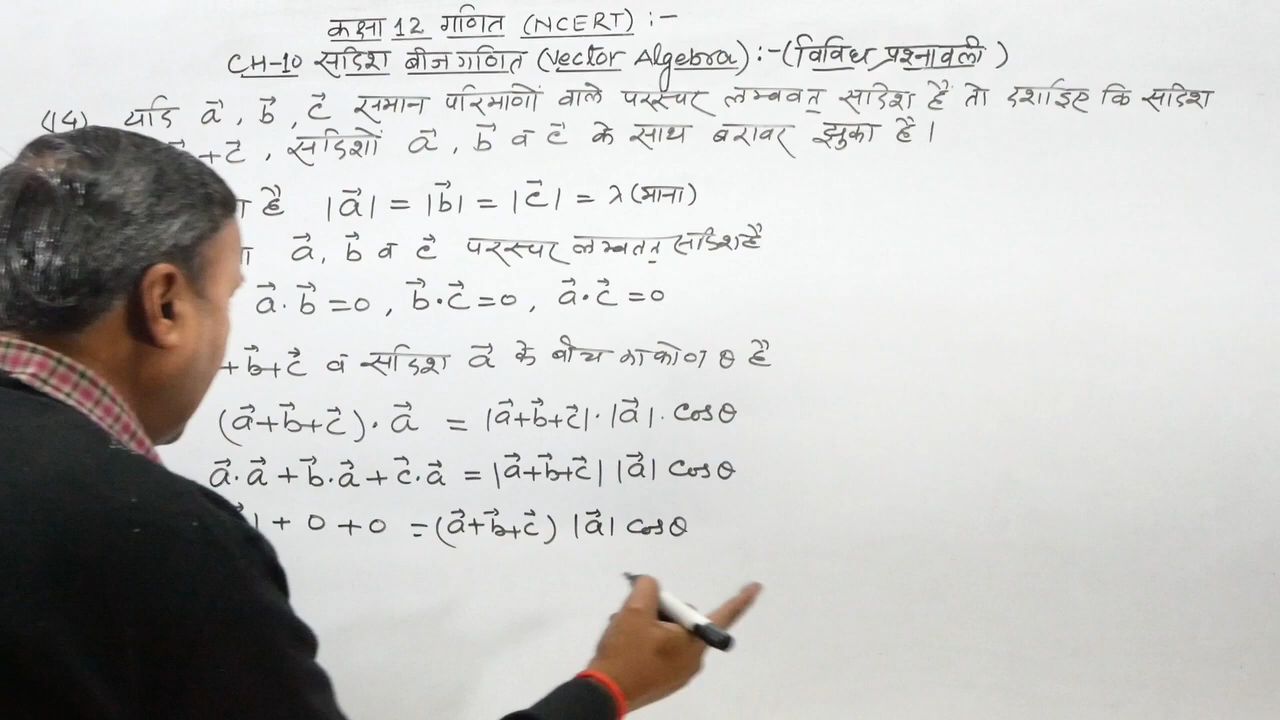 कक्षा 12 गणित (NCERT) :-
CH-10 सदिश बीजगणित (Vector Algebra) :- (विविध प्रश्नावली)
(14) यदि a⃗, b⃗, c⃗ समान परिमाणों वाले परस्पर लम्बवत् सदिश हैं तो दर्शाइए कि सदिश
+c⃗, सदिशों a⃗, b⃗ व c⃗ के साथ बराबर झुका है।
है |a⃗| = |b⃗| = |c⃗| = λ (माना)
a⃗, b⃗ व c⃗ परस्पर लम्बवत् सदिश है
a⃗·b⃗ = 0, b⃗·c⃗ = 0, a⃗·c⃗ = 0
+b⃗+c⃗ व सदिश a⃗ के बीच का कोण θ है
(a⃗+b⃗+c⃗)·a⃗ = |a⃗+b⃗+c⃗|·|a⃗|·cosθ
a⃗·a⃗ + b⃗·a⃗ + c⃗·a⃗ = |a⃗+b⃗+c⃗| |a⃗| cosθ
| + 0 + 0 = (a⃗+b⃗+c⃗) |a⃗| cosθ